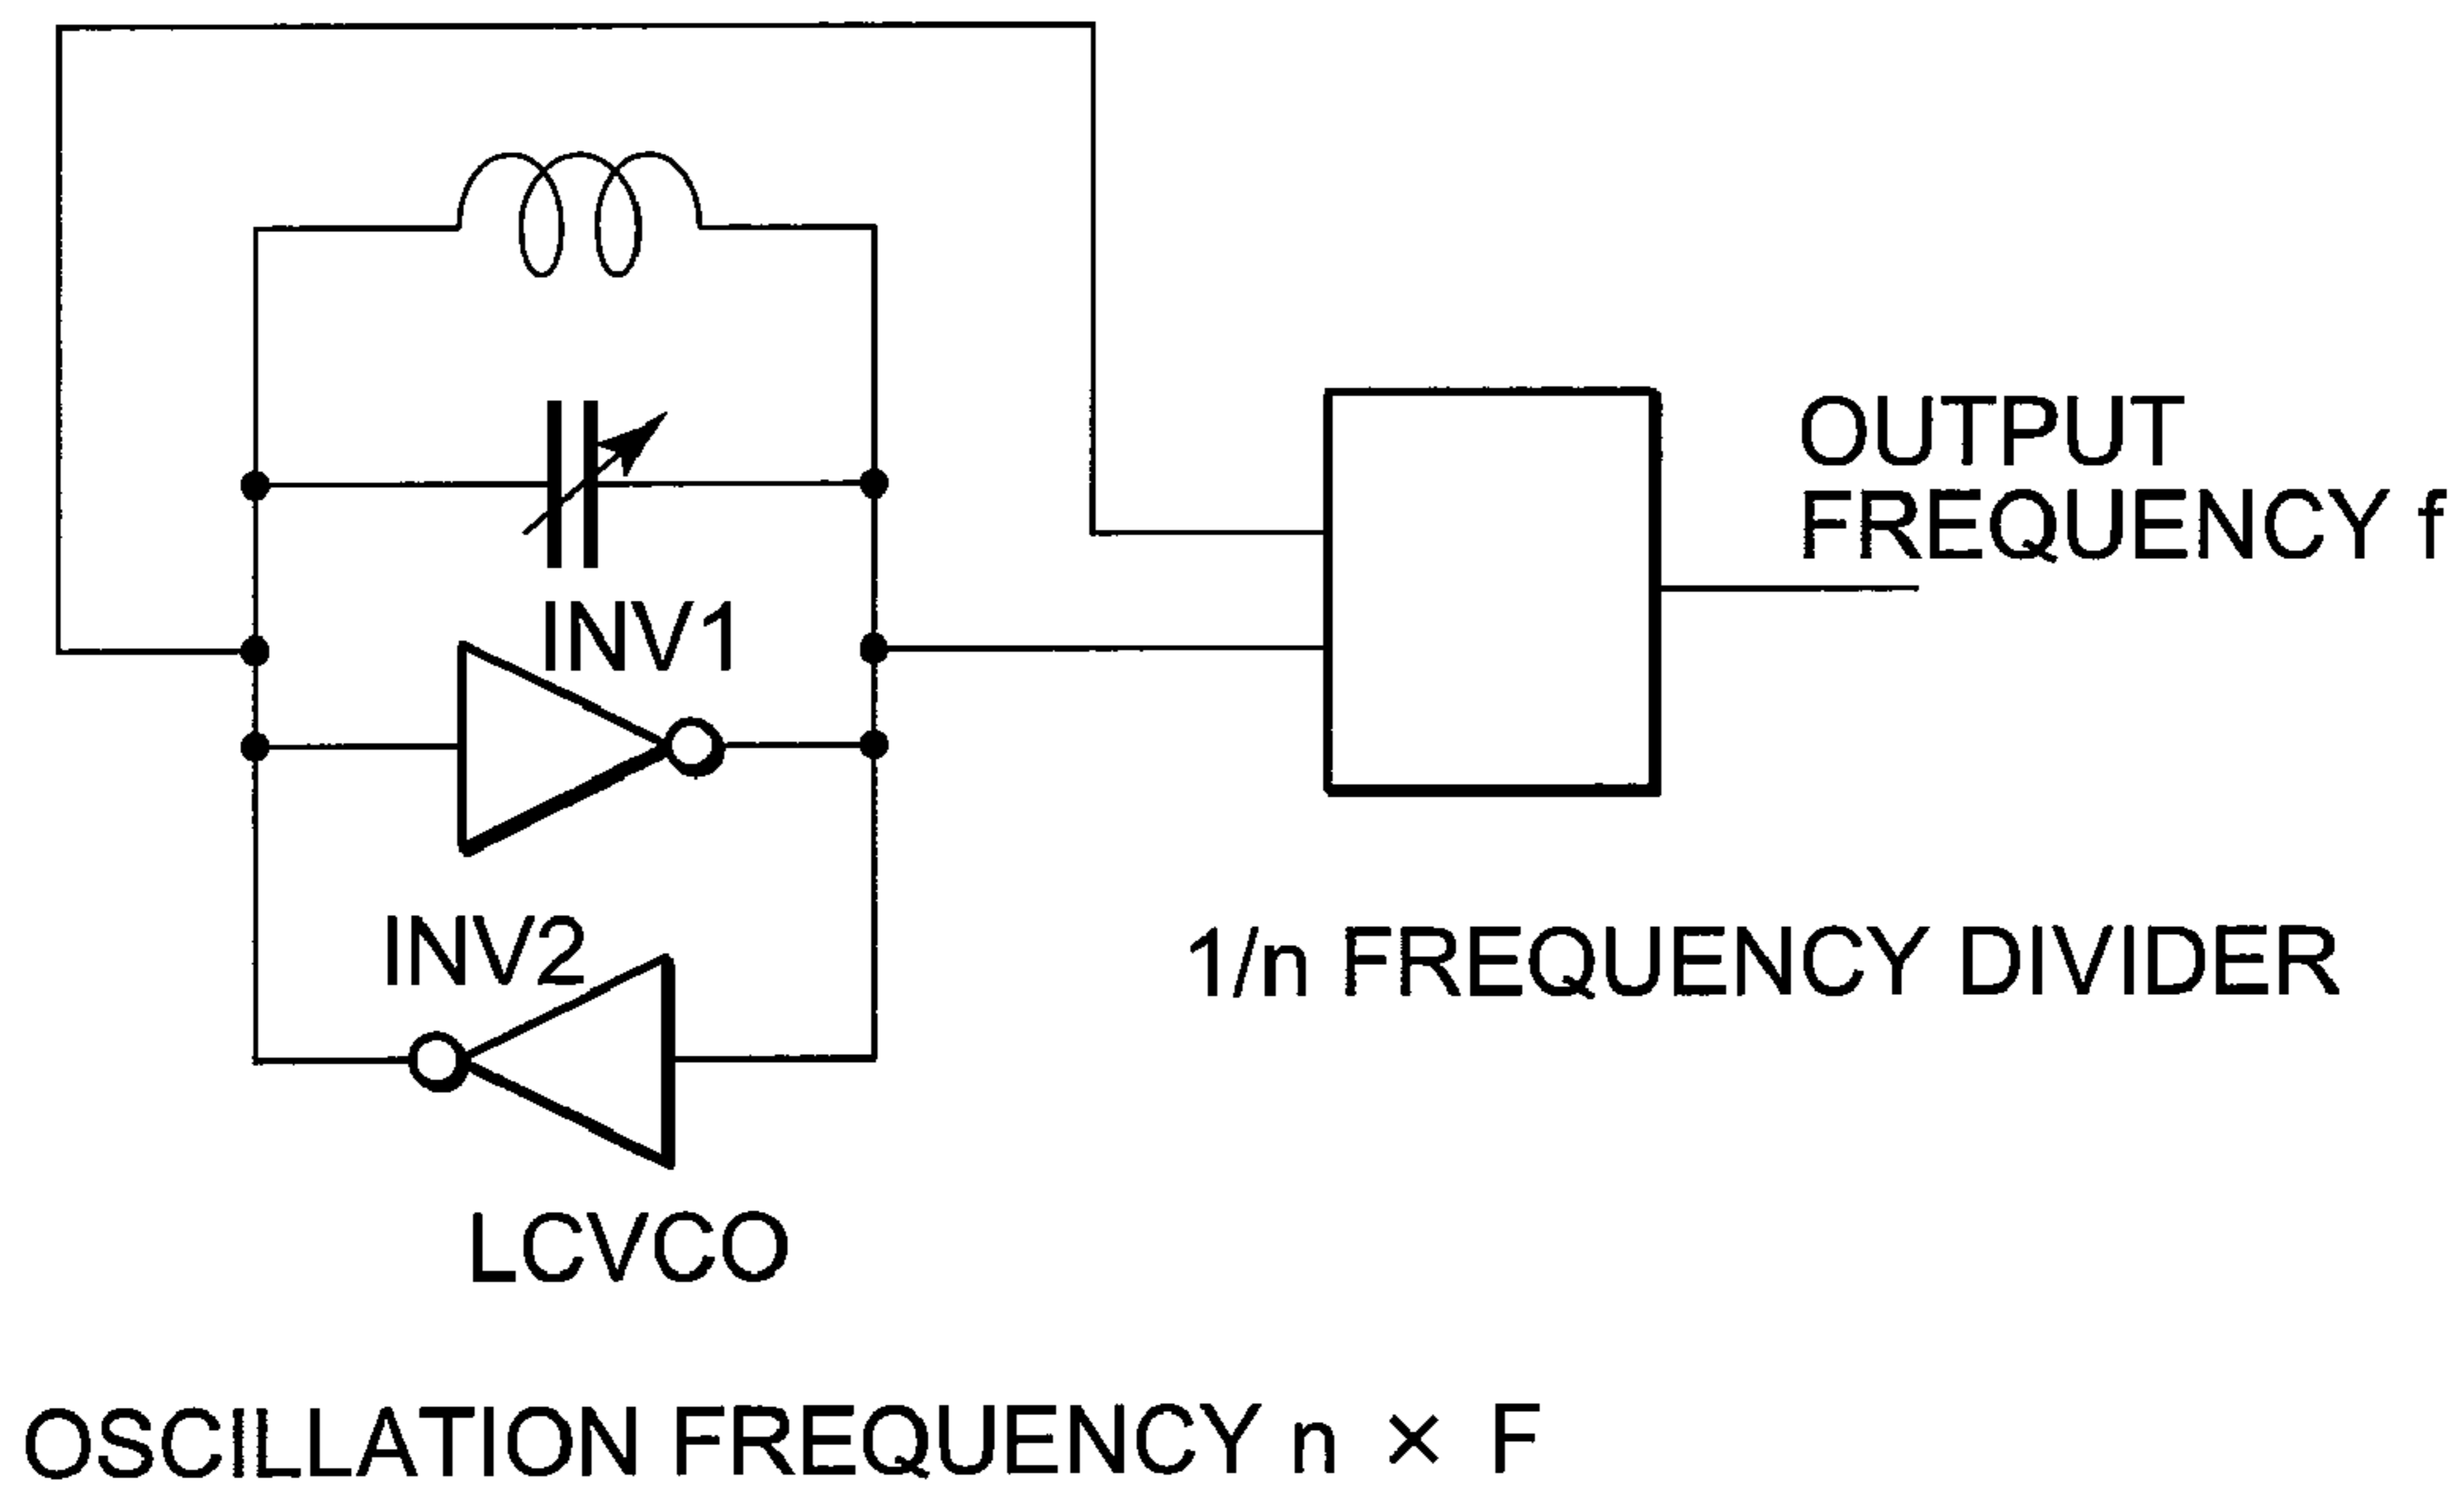 OUTPUT
FREQUENCY f
INV1
INV2
1/n FREQUENCY DIVIDER
LCVCO
OSCILLATION FREQUENCY n × F